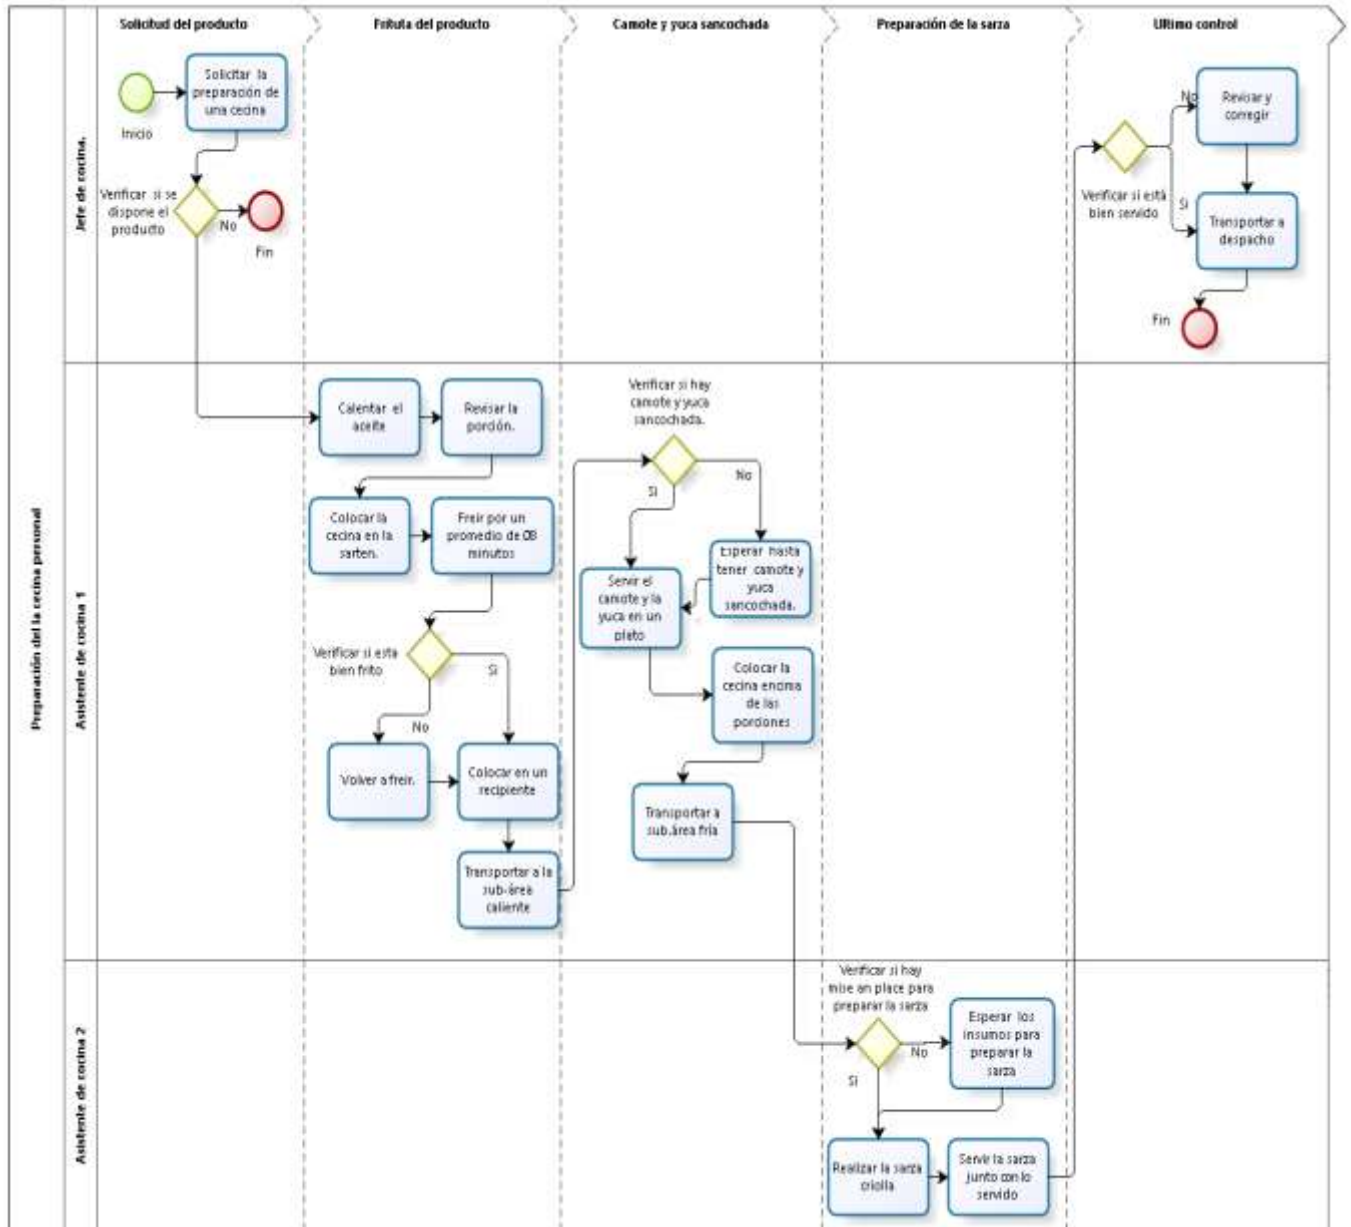 Solicitud del producto
Frituta del producto
Camote y yuca sancochada
Preparación de la sarza
Ultimo control
Preparación del la cecina personal
Jefe de cocina.
Inicio
Solicitar la
preparación de
una cecina
Verificar si se
dispone el
producto
No
Fin
Verificar si está
bien servido
No
Revisar y
corregir
Si
Transportar a
despacho
Fin
Asistente de cocina 1
Calentar el
aceite
Revisar la
porción.
Colocar la
cecina en la
sarten.
Freir por un
promedio de 08
minutos
Verificar si esta
bien frito
Si
No
Volver a freir.
Colocar en un
recipiente
Transportar a la
sub-área
caliente
Verificar si hay
camote y yuca
sancochada.
Si
No
Esperar hasta
tener camote y
yuca
sancochada.
Servir el
camote y la
yuca en un
plato
Colocar la
cecina encima
de las
porciones
Transportar a
sub.área fría
Asistente de cocina 2
Verificar si hay
mise an place para
preparar la sarza
No
Si
Esperar los
insumos para
preparar la
sarza
Realizar la sarza
criolla
Servir la sarza
junto con lo
servido